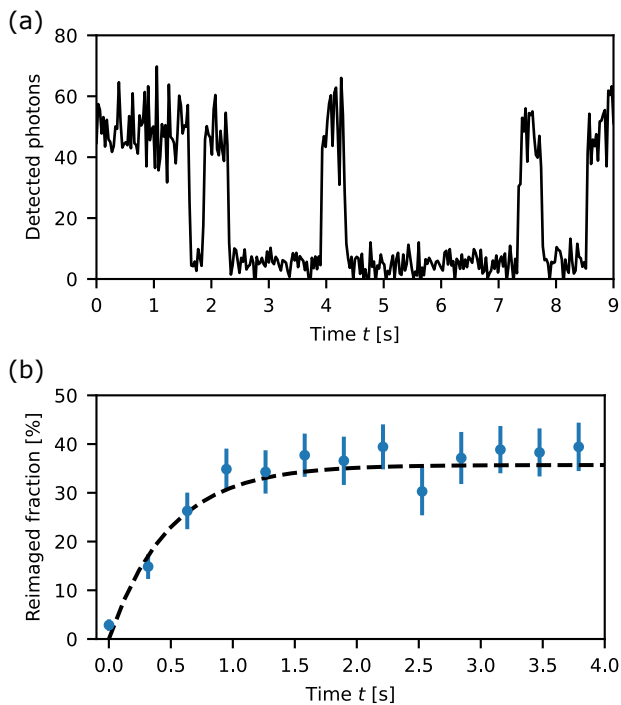 (a)
80
60
40
20
0
Detected photons
0 1 2 3 4 5 6 7 8 9
Time t [s]
(b)
50
40
30
20
10
0
Reimaged fraction [%]
0.0 0.5 1.0 1.5 2.0 2.5 3.0 3.5 4.0
Time t [s]